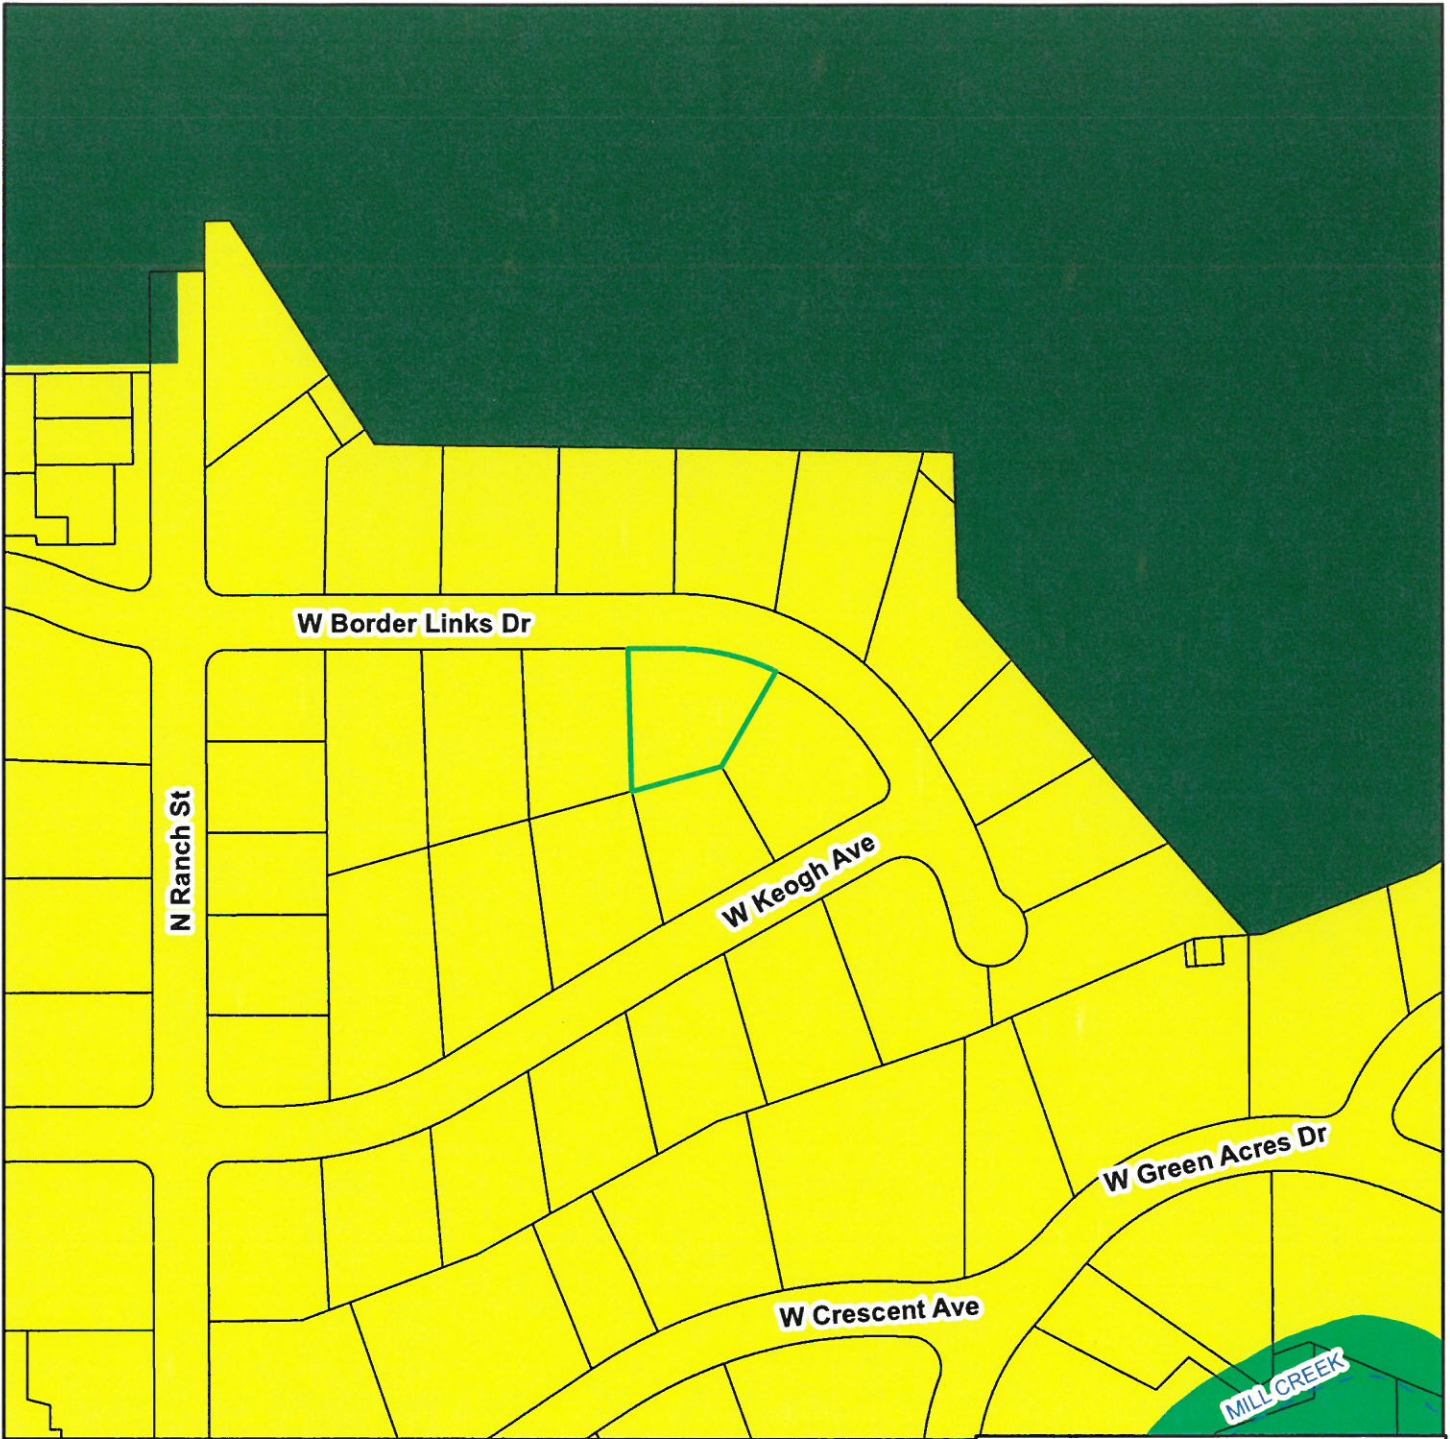 W Border Links Dr
N Ranch St
W Keogh Ave
W Green Acres Dr
W Crescent Ave
MILL CREEK